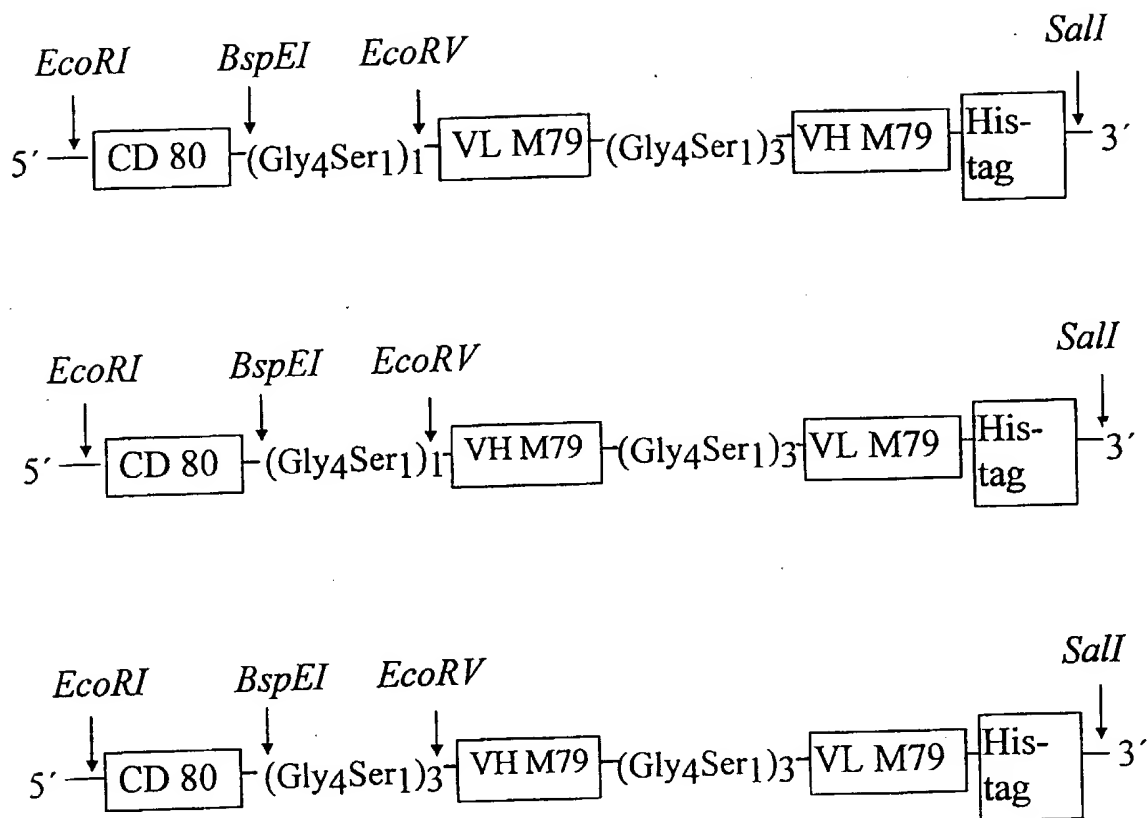 EcoRI BspEI EcoRV SalI
5´ CD 80 (Gly4Ser1)1 VL M79 (Gly4Ser1)3 VH M79 His-tag 3´
EcoRI BspEI EcoRV SalI
5´ CD 80 (Gly4Ser1)1 VH M79 (Gly4Ser1)3 VL M79 His-tag 3´
EcoRI BspEI EcoRV SalI
5´ CD 80 (Gly4Ser1)3 VH M79 (Gly4Ser1)3 VL M79 His-tag 3´